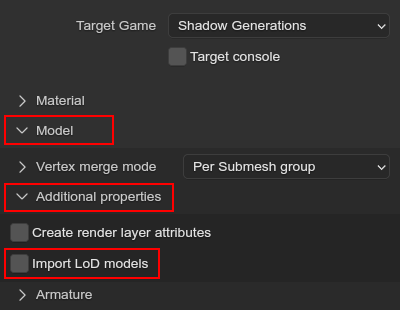 Target Game Shadow Generations
Target console
Material
Model
Vertex merge mode Per Submesh group
Additional properties
Create render layer attributes
Import LoD models
Armature